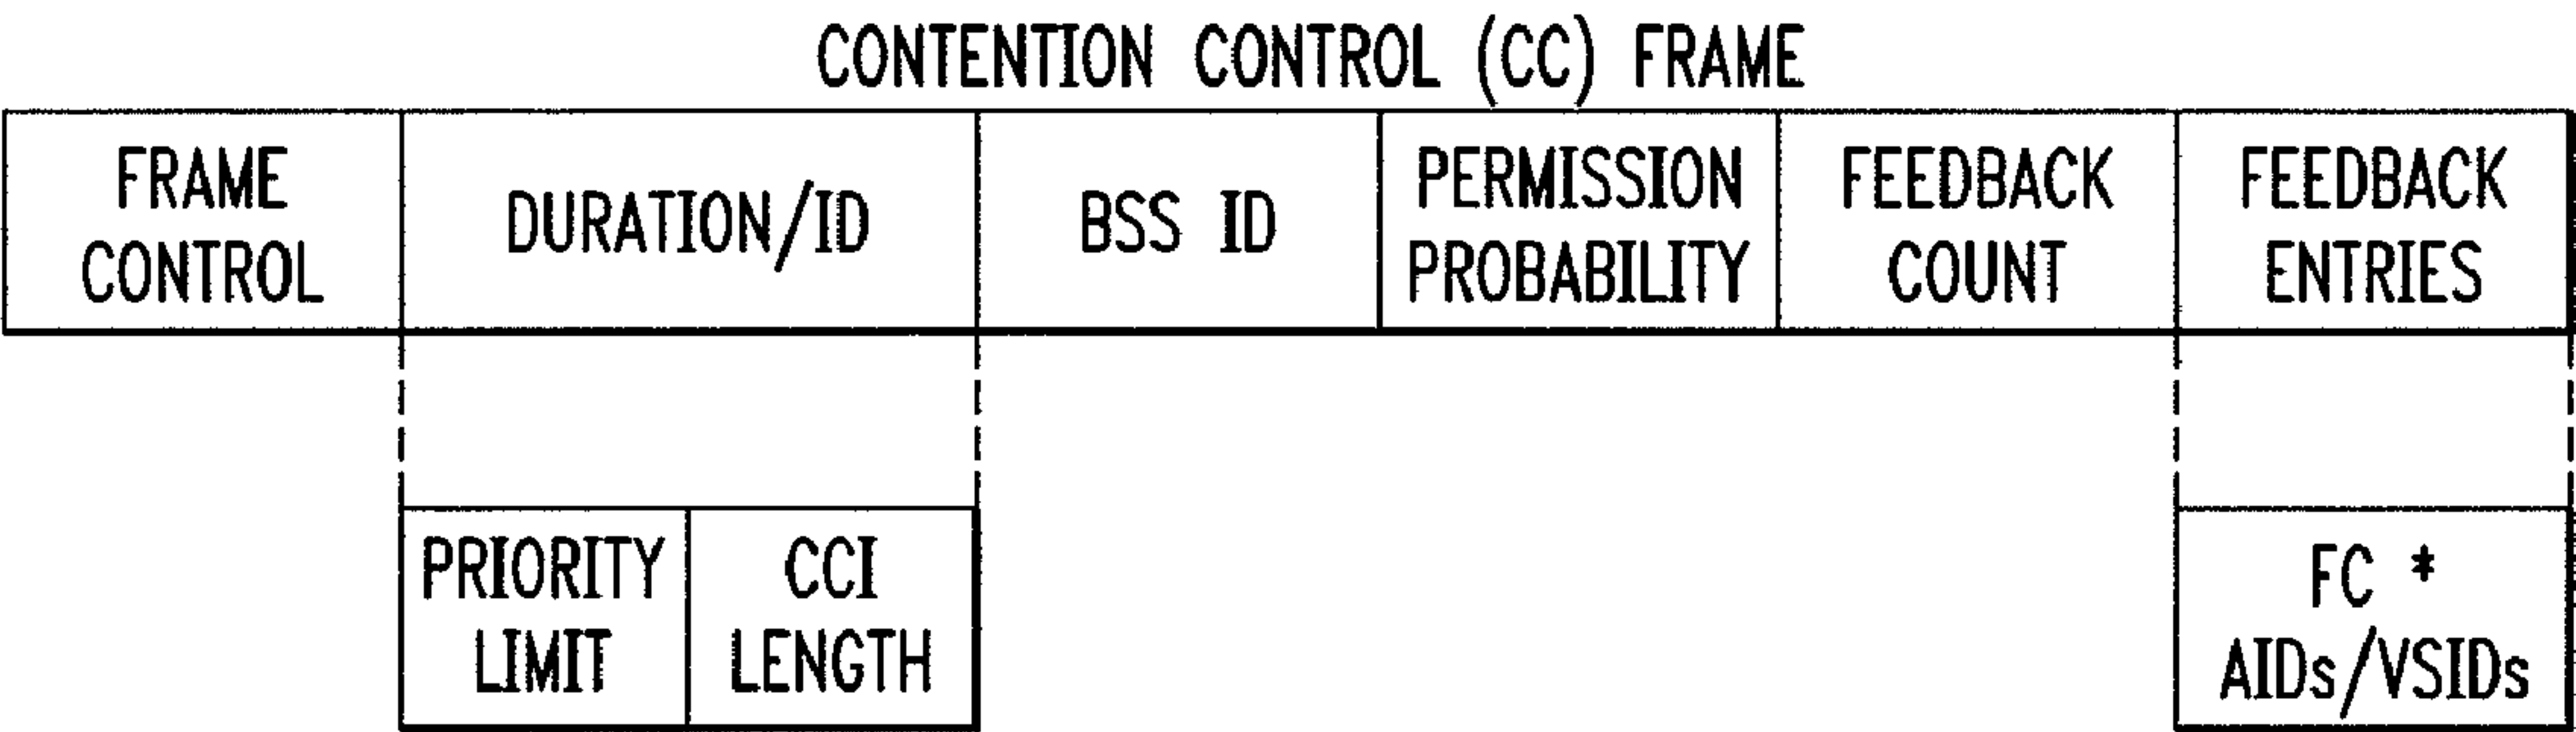 CONTENTION CONTROL (CC) FRAME
FRAME
CONTROL
DURATION/ID
BSS ID
PERMISSION
PROBABILITY
FEEDBACK
COUNT
FEEDBACK
ENTRIES
PRIORITY
LIMIT
CCI
LENGTH
FC *
AIDs/VSIDs